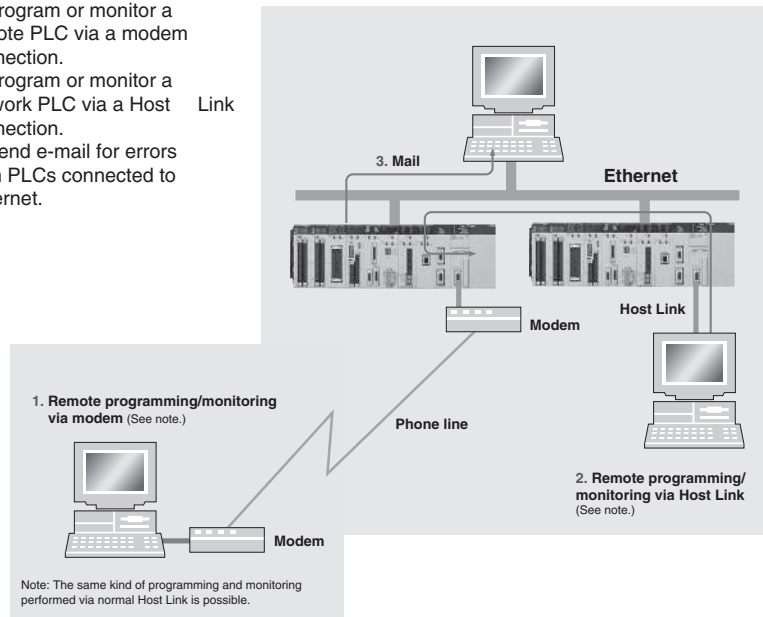 rogram or monitor a
ote PLC via a modem
nection.
rogram or monitor a
work PLC via a Host Link
nection.
end e-mail for errors
PLCs connected to
ernet.
3. Mail
Ethernet
Host Link
Modem
1. Remote programming/monitoring
via modem (See note.)
Phone line
2. Remote programming/
monitoring via Host Link
(See note.)
Modem
Note: The same kind of programming and monitoring
performed via normal Host Link is possible.